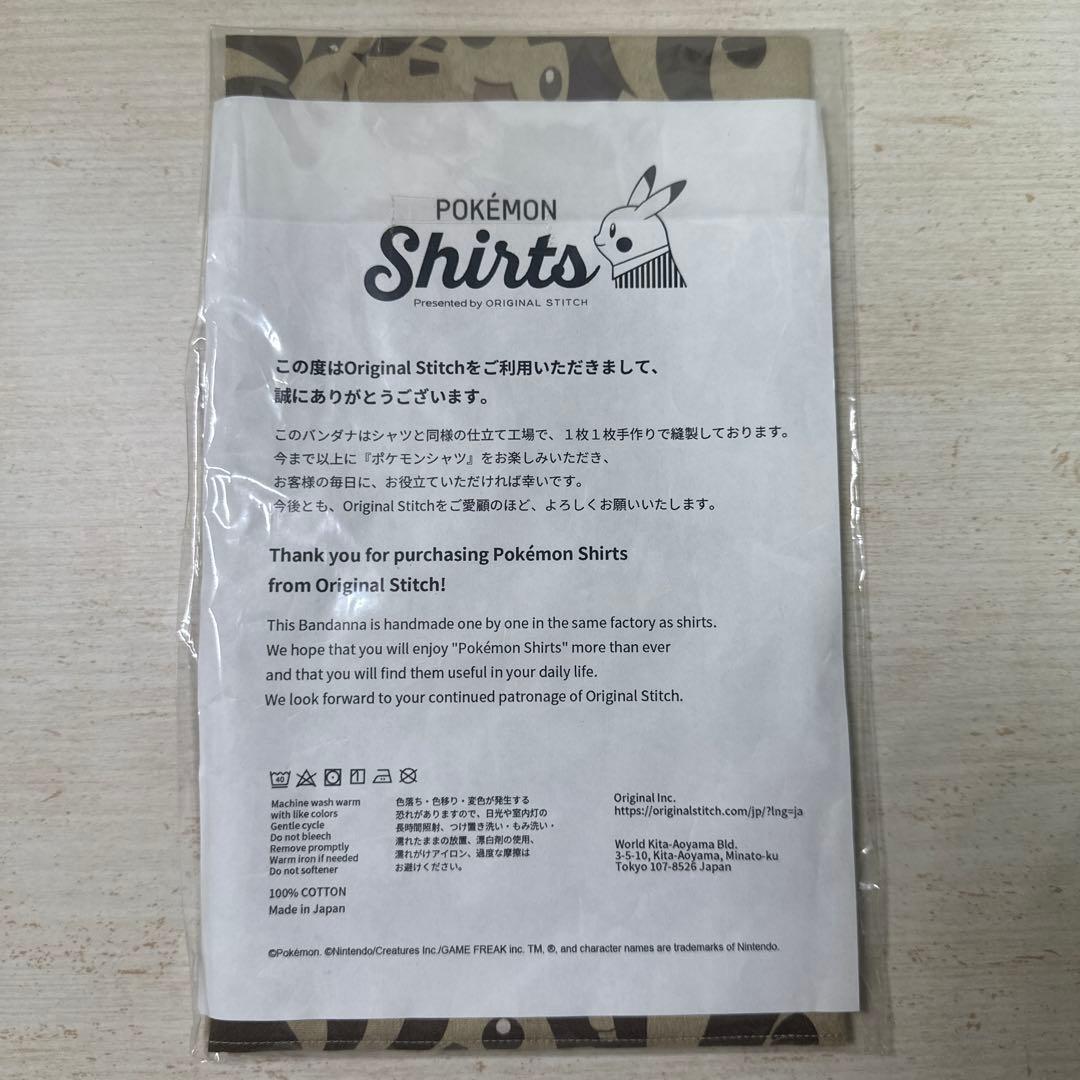 POKÉMON
Shirts
Presented by ORIGINAL STITCH
この度はOriginal Stitchをご利用いただきまして、
誠にありがとうございます。
このバンダナはシャツと同様の仕立て工場で、１枚１枚手作りで縫製しております。
今まで以上に『ポケモンシャツ』をお楽しみいただき、
お客様の毎日に、お役立ていただければ幸いです。
今後とも、Original Stitchをご愛顧のほど、よろしくお願いいたします。
Thank you for purchasing Pokémon Shirts
from Original Stitch!
This Bandanna is handmade one by one in the same factory as shirts.
We hope that you will enjoy "Pokémon Shirts" more than ever
and that you will find them useful in your daily life.
We look forward to your continued patronage of Original Stitch.
40
Machine wash warm
with like colors
Gentle cycle
Do not bleach
Remove promptly
Warm iron if needed
Do not softener
100% COTTON
Made in Japan
色落ち・色移り・変色が発生する
恐れがありますので、日光や室内灯の
長時間照射、つけ置き洗い・もみ洗い・
濡れたままの放置、漂白剤の使用、
濡れがけアイロン、過度な摩擦は
お避けください。
Original Inc.
https://originalstitch.com/jp/?lng=ja
World Kita-Aoyama Bld.
3-5-10, Kita-Aoyama, Minato-ku
Tokyo 107-8526 Japan
©Pokémon. ©Nintendo/Creatures Inc./GAME FREAK inc. TM, ®, and character names are trademarks of Nintendo.